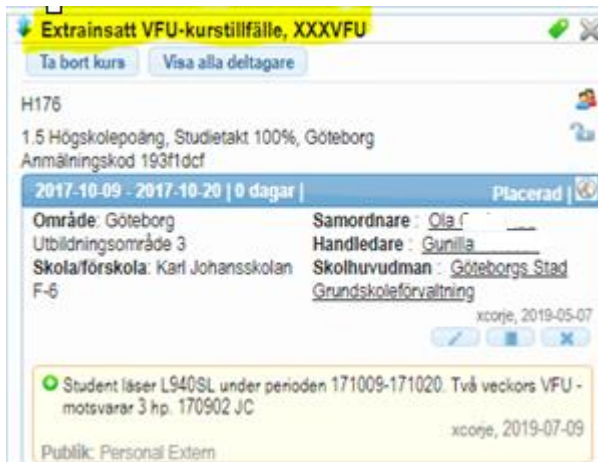 Extrainsatt VFU-kurstillfälle, XXXVFU
Ta bort kurs Visa alla deltagare
H176
1.5 Högskolepoäng, Studietakt 100%, Göteborg
Anmälningskod 193f1dcf
2017-10-09 - 2017-10-20 | 0 dagar | Placerad |
Område: Göteborg
Utbildningsområde 3
Skola/förskola: Karl Johansskolan
F-6
Samordnare : Ola
Handledare : Gunilla
Skolhuvudman : Göteborgs Stad
Grundskoleförvaltning
xcorje, 2019-05-07
Student läser L940SL under perioden 171009-171020. Två veckors VFU -
motsvarar 3 hp. 170902 JC
xcorje, 2019-07-09
Publik: Personal Extern